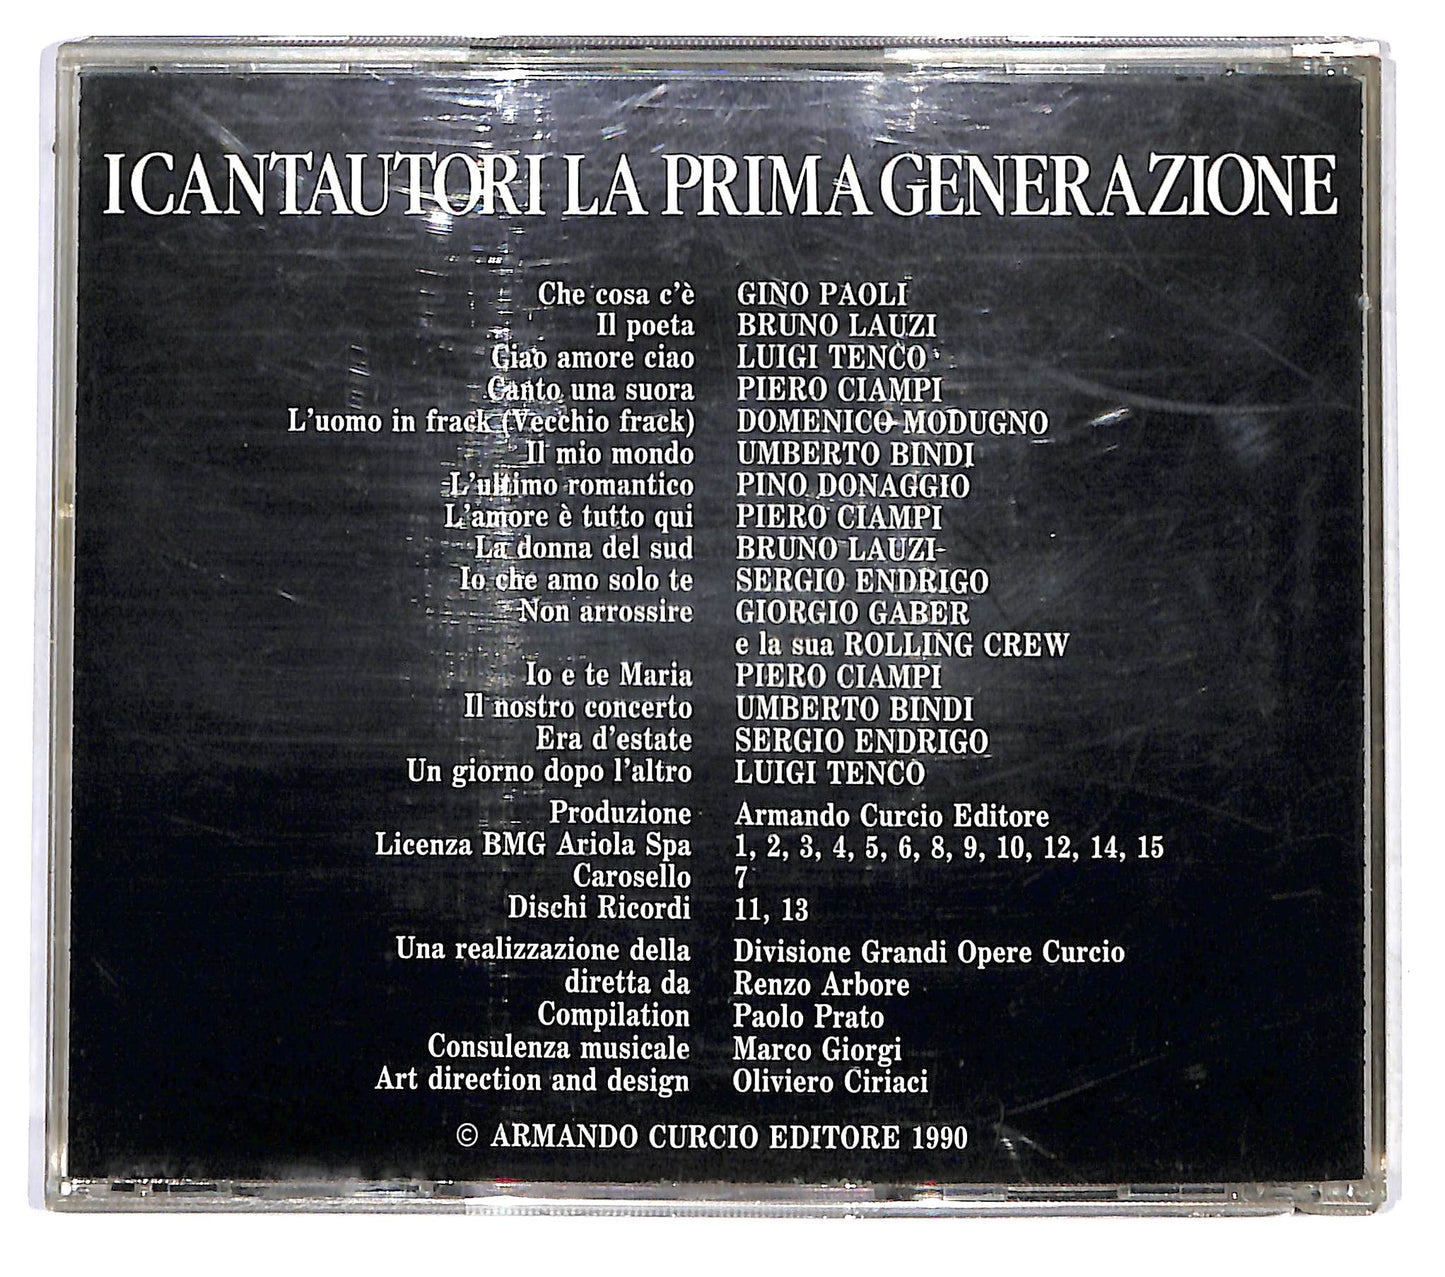 I CANTAUTORI LA PRIMA GENERAZIONE
Che cosa c'è GINO PAOLI
Il poeta BRUNO LAUZI
Ciao amore ciao LUIGI TENCO
Canto una suora PIERO CIAMPI
L'uomo in frack (Vecchio frack) DOMENICO MODUGNO
Il mio mondo UMBERTO BINDI
L'ultimo romantico PINO DONAGGIO
L'amore è tutto qui PIERO CIAMPI
La donna del sud BRUNO LAUZI
Io che amo solo te SERGIO ENDRIGO
Non arrossire GIORGIO GABER
e la sua ROLLING CREW
Io e te Maria PIERO CIAMPI
Il nostro concerto UMBERTO BINDI
Era d'estate SERGIO ENDRIGO
Un giorno dopo l'altro LUIGI TENCO
Produzione Armando Curcio Editore
Licenza BMG Ariola Spa 1, 2, 3, 4, 5, 6, 8, 9, 10, 12, 14, 15
Carosello 7
Dischi Ricordi 11, 13
Una realizzazione della Divisione Grandi Opere Curcio
diretta da Renzo Arbore
Compilation Paolo Prato
Consulenza musicale Marco Giorgi
Art direction and design Oliviero Ciriaci
© ARMANDO CURCIO EDITORE 1990